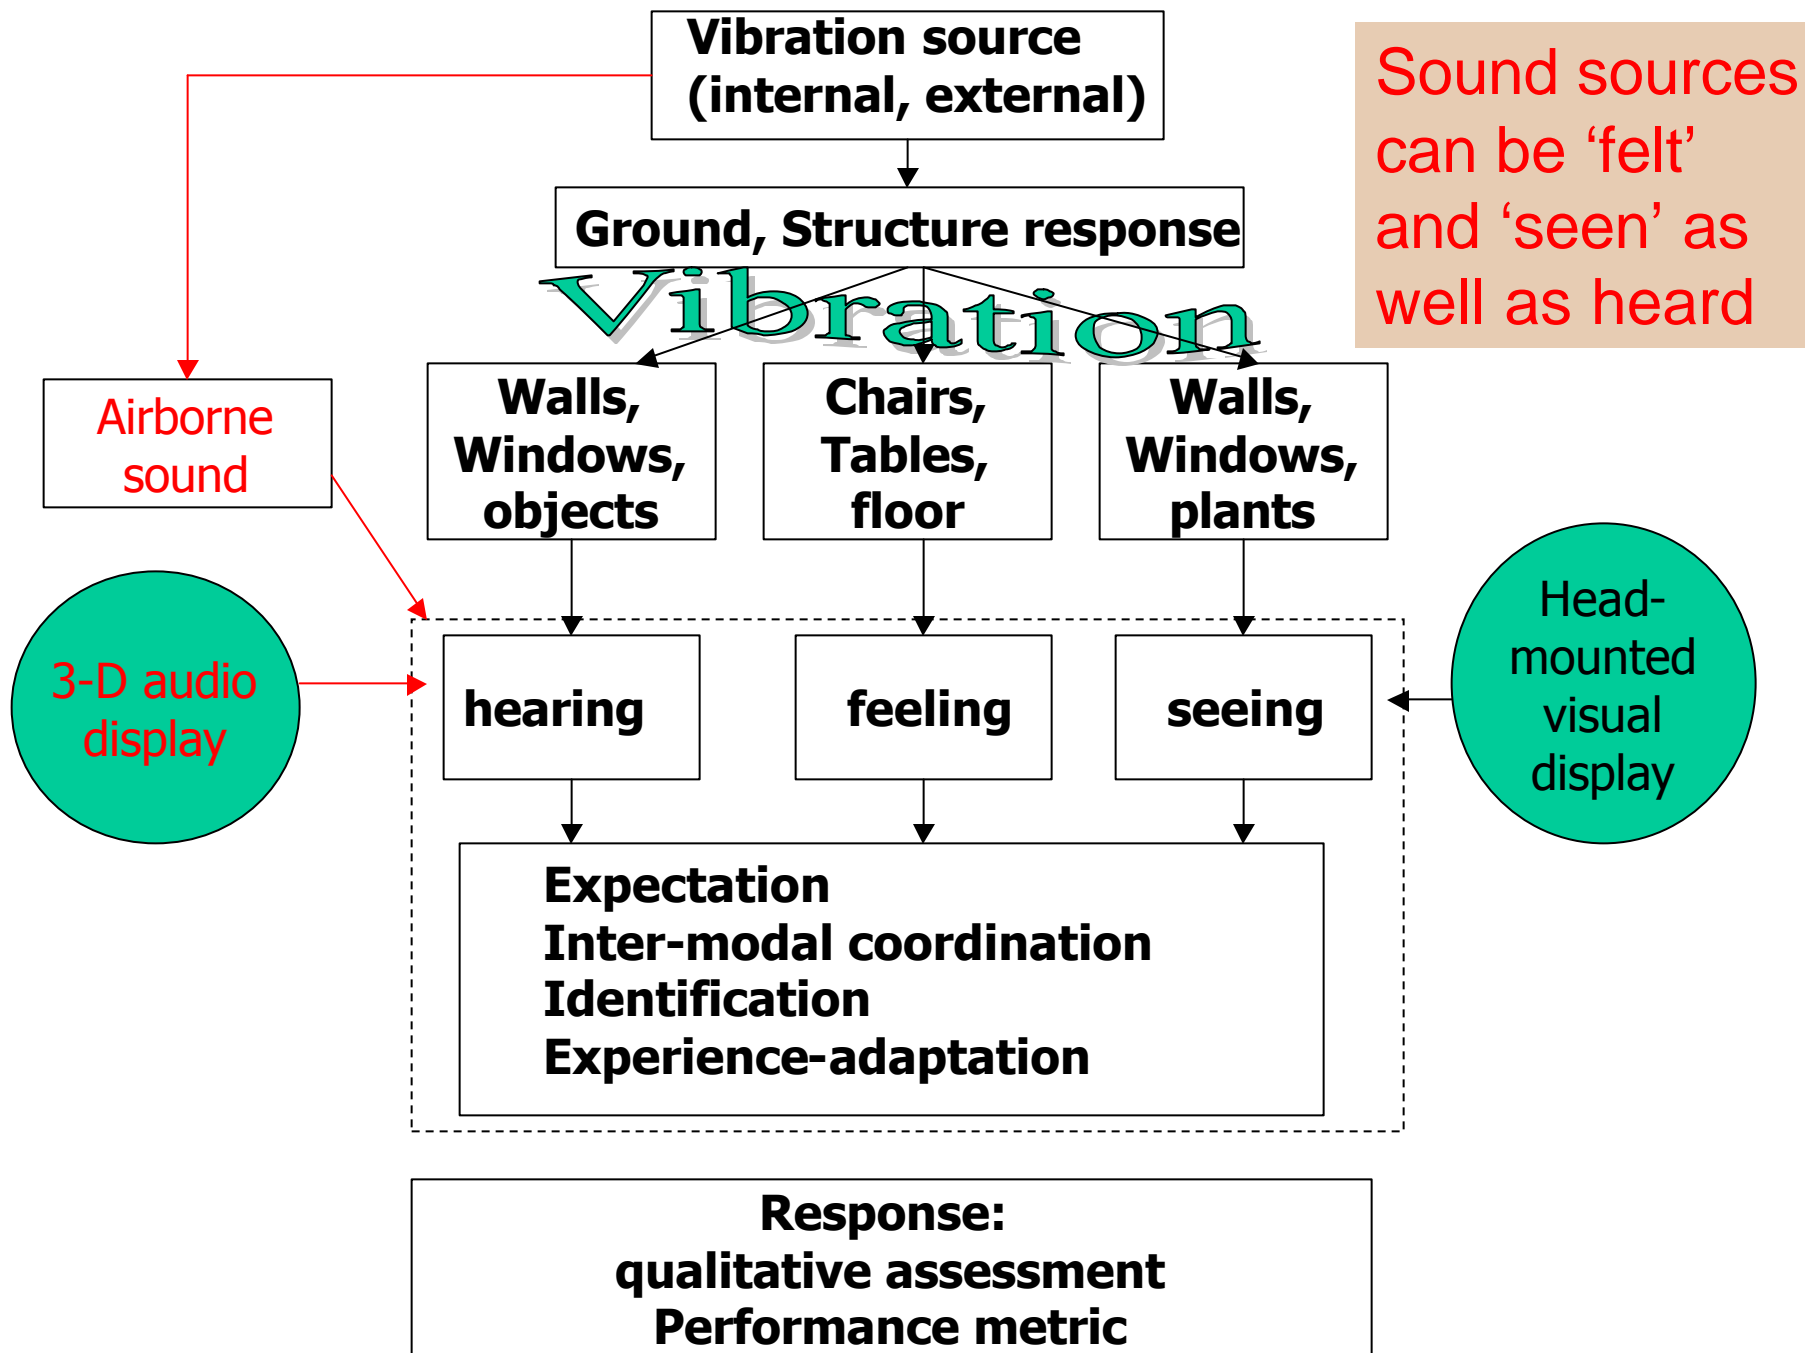 Vibration source
(internal, external)
Sound sources
can be ‘felt’
and ‘seen’ as
well as heard
Ground, Structure response
Vibration
Airborne
sound
Walls,
Windows,
objects
Chairs,
Tables,
floor
Walls,
Windows,
plants
3-D audio
display
hearing
feeling
seeing
Head-
mounted
visual
display
Expectation
Inter-modal coordination
Identification
Experience-adaptation
Response:
qualitative assessment
Performance metric